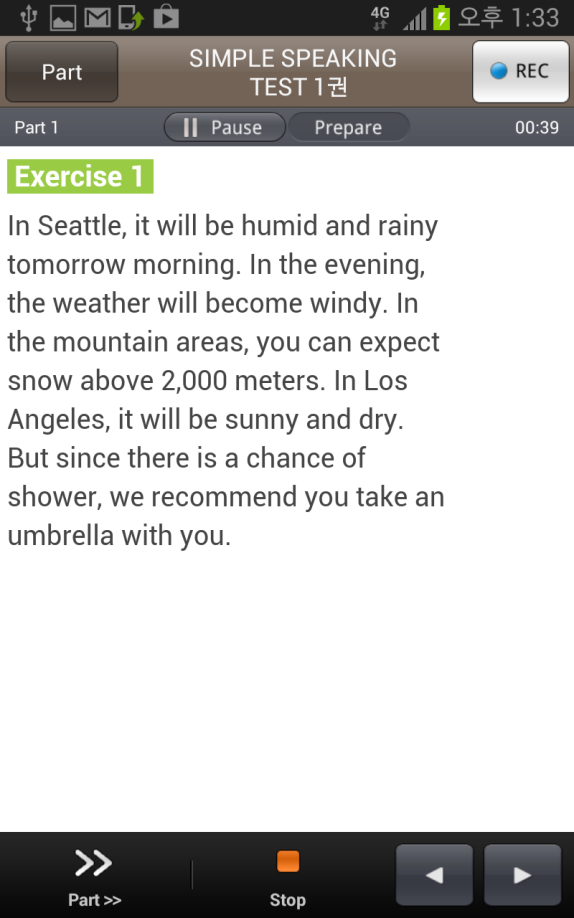 4G 오후 1:33
Part
SIMPLE SPEAKING
TEST 1권
REC
Part 1
Pause
Prepare
00:39
Exercise 1
In Seattle, it will be humid and rainy
tomorrow morning. In the evening,
the weather will become windy. In
the mountain areas, you can expect
snow above 2,000 meters. In Los
Angeles, it will be sunny and dry.
But since there is a chance of
shower, we recommend you take an
umbrella with you.
Part >>
Stop